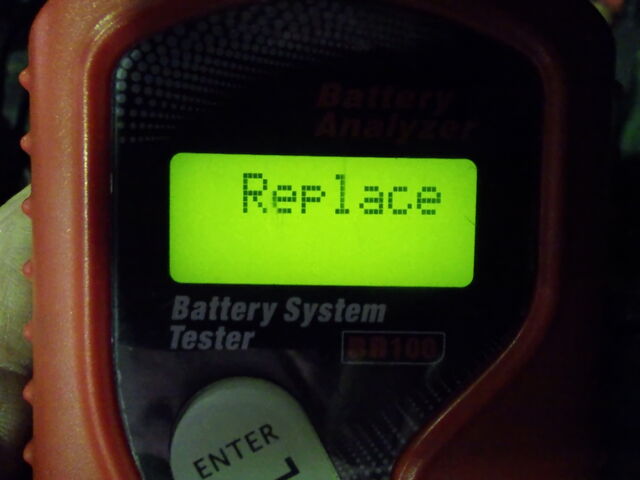 Battery
Analyzer
Replace
Battery System
Tester
BB100
ENTER